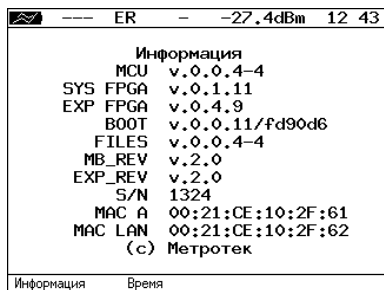 --- ER - -27.4dBm 12 43
Информация
MCU v.0.0.4-4
SYS FPGA v.0.1.11
EXP FPGA v.0.4.9
BOOT v.0.0.11/fd90d6
FILES v.0.0.4-4
MB_REV v.2.0
EXP_REV v.2.0
S/N 1324
MAC A 00:21:CE:10:2F:61
MAC LAN 00:21:CE:10:2F:62
(c) Метротек
Информация Время